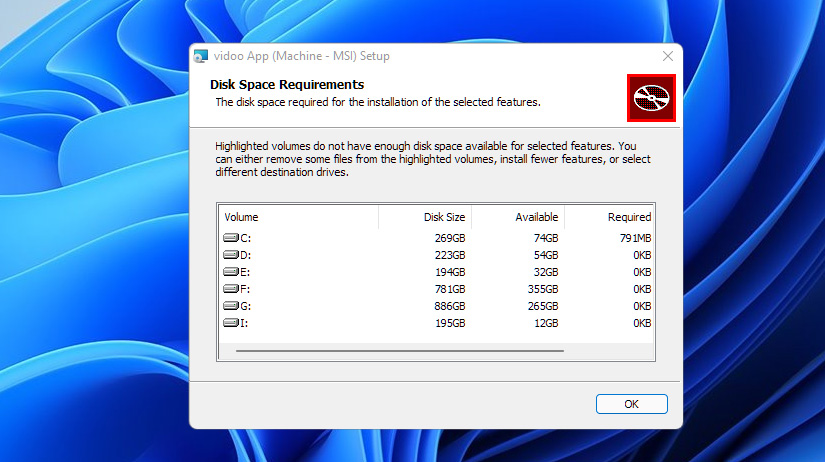 vidoo App (Machine - MSI) Setup
Disk Space Requirements
The disk space required for the installation of the selected features.
Highlighted volumes do not have enough disk space available for selected features. You
can either remove some files from the highlighted volumes, install fewer features, or select
different destination drives.
Volume Disk Size Available Required
C: 269GB 74GB 791MB
D: 223GB 54GB 0KB
E: 194GB 32GB 0KB
F: 781GB 355GB 0KB
G: 886GB 265GB 0KB
I: 195GB 12GB 0KB
OK